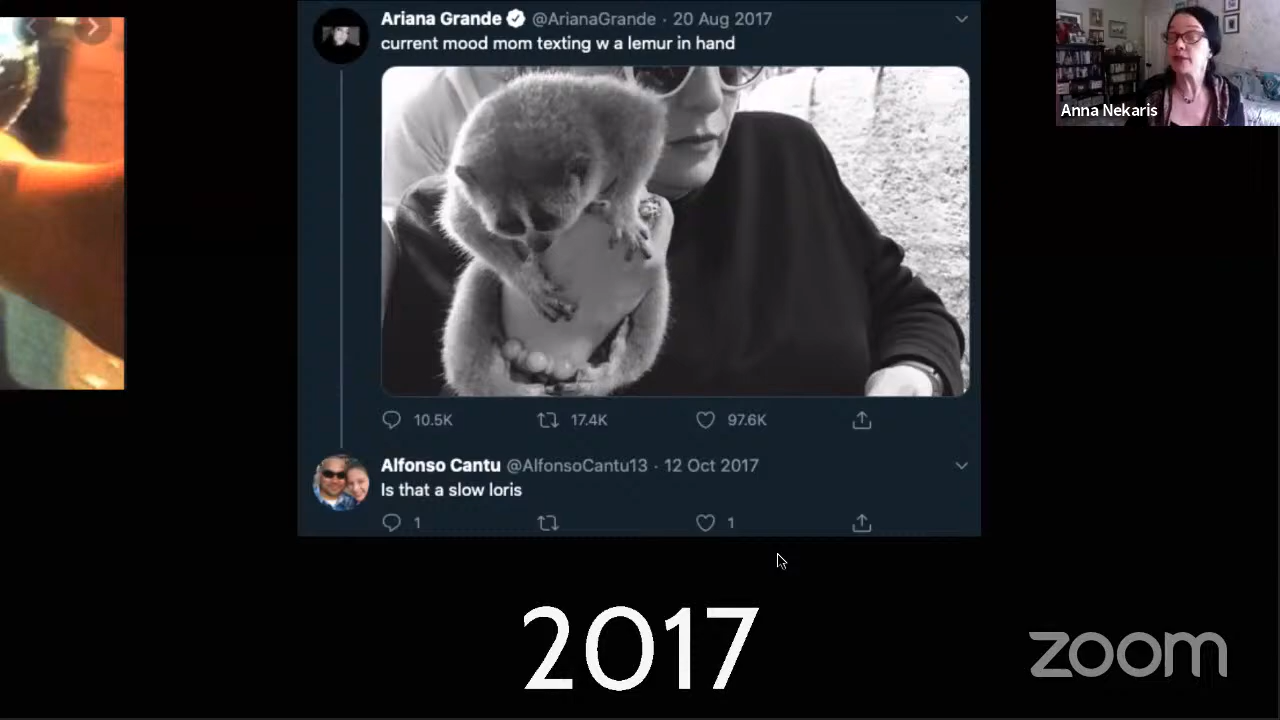 Ariana Grande @ArianaGrande · 20 Aug 2017
current mood mom texting w a lemur in hand
Anna Nekaris
10.5K 17.4K 97.6K
Alfonso Cantu @AlfonsoCantu13 · 12 Oct 2017
Is that a slow loris
1 1
2017
zoom